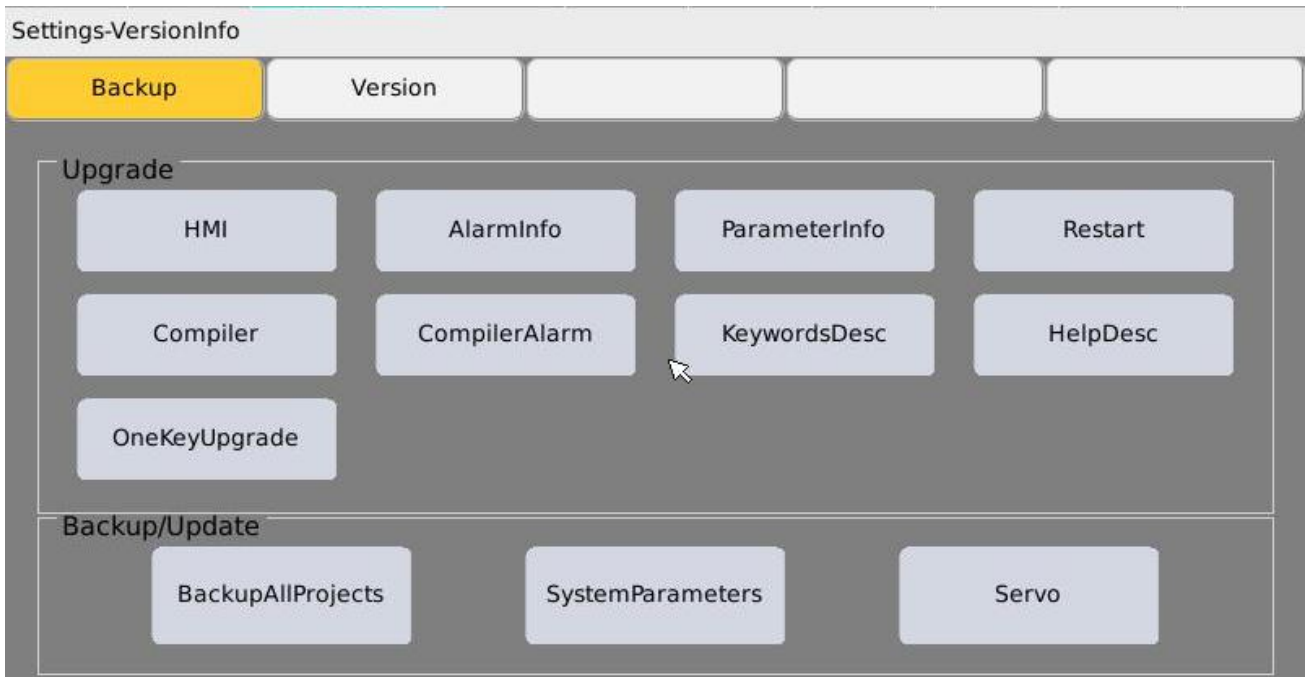 Settings-VersionInfo
Backup Version
Upgrade
HMI AlarmInfo ParameterInfo Restart
Compiler CompilerAlarm KeywordsDesc HelpDesc
OneKeyUpgrade
Backup/Update
BackupAllProjects SystemParameters Servo